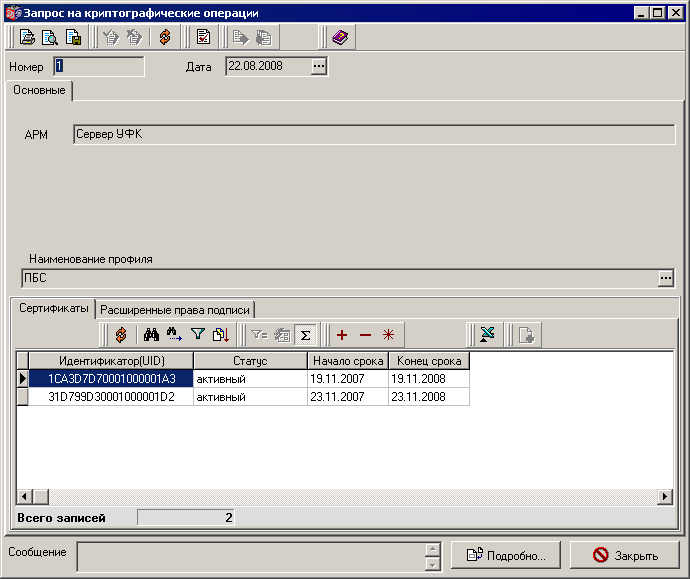 Запрос на криптографические операции
Номер 1 Дата 22.08.2008 ...
Основные
АРМ Сервер УФК
Наименование профиля
ПБС ...
Сертификаты Расширенные права подписи
Идентификатор(UID) Статус Начало срока Конец срока
1CA3D7D70001000001A3 активный 19.11.2007 19.11.2008
31D799D30001000001D2 активный 23.11.2007 23.11.2008
Всего записей 2
Сообщение Подробно... Закрыть